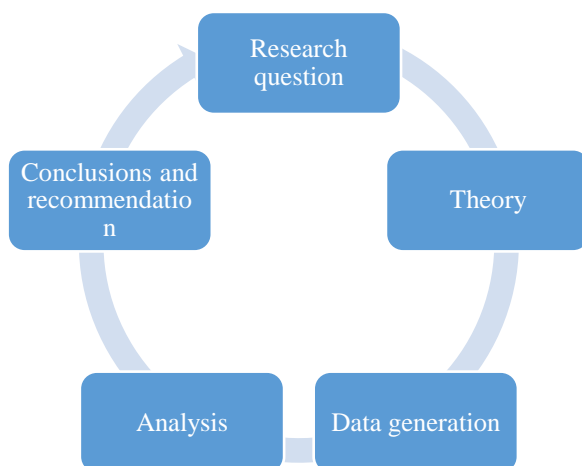 Research
question
Theory
Data generation
Analysis
Conclusions and
recommendatio
n